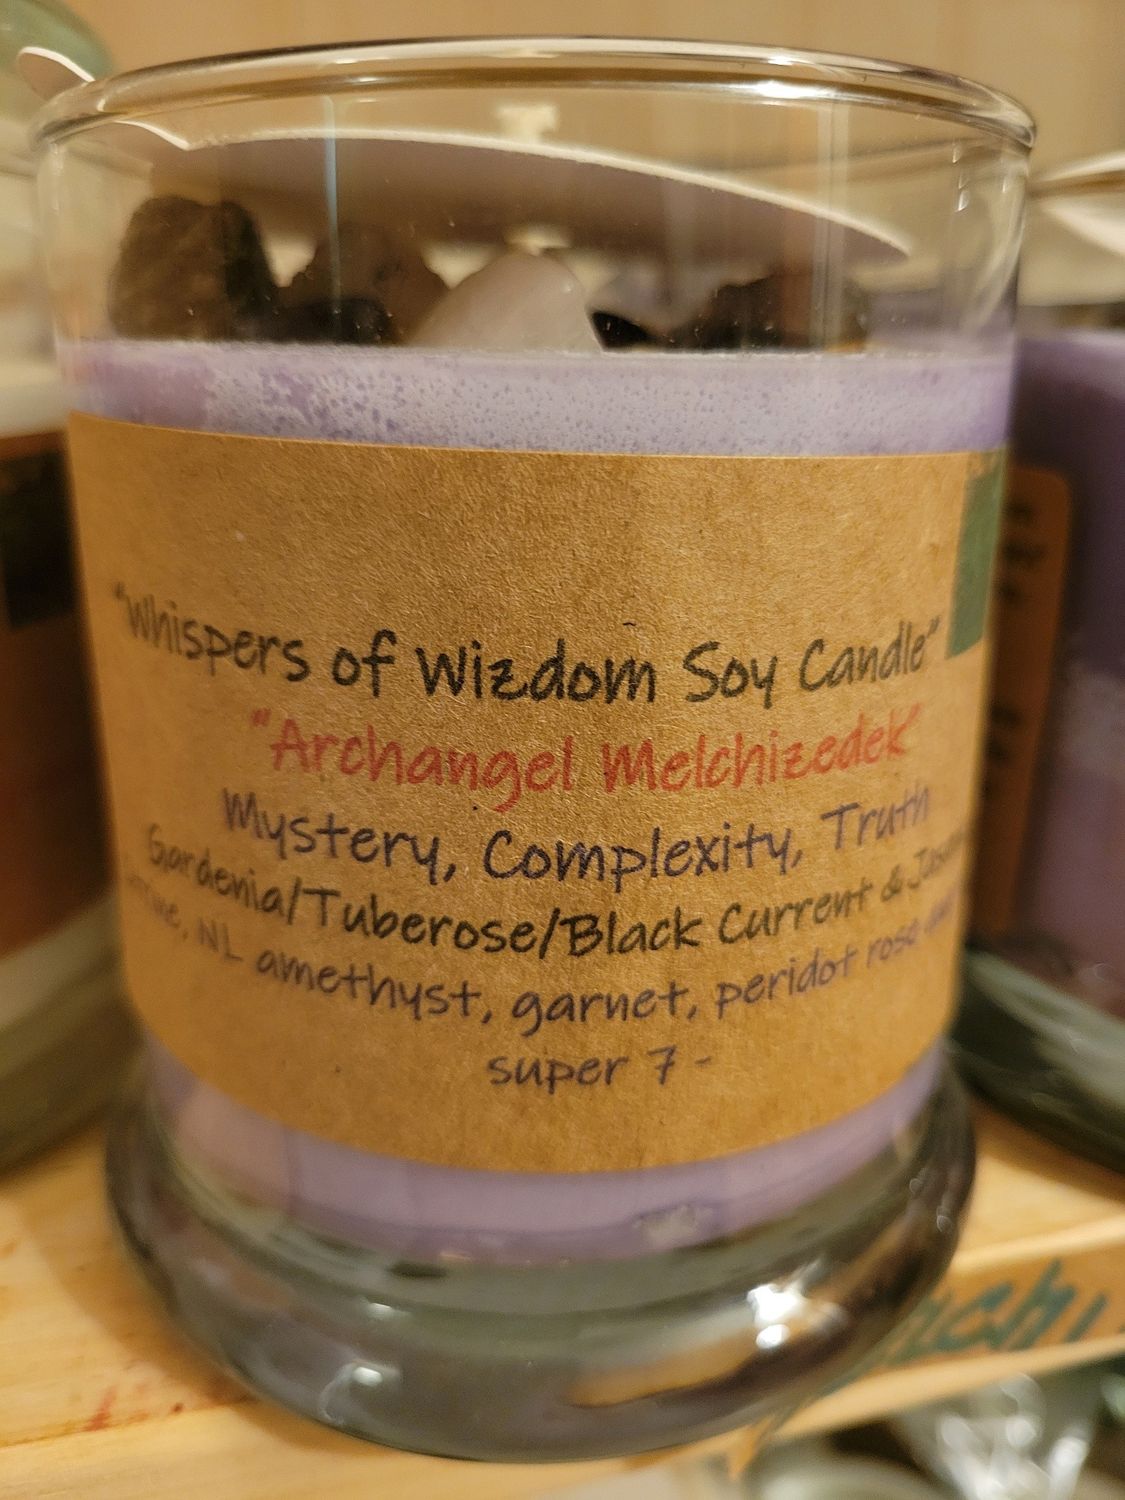 "Whispers of Wizdom Soy Candle"
"Archangel Melchizedek"
Mystery, Complexity, Truth
Gardenia/Tuberose/Black Current &
NL amethyst, garnet, peridot rose
super 7 -